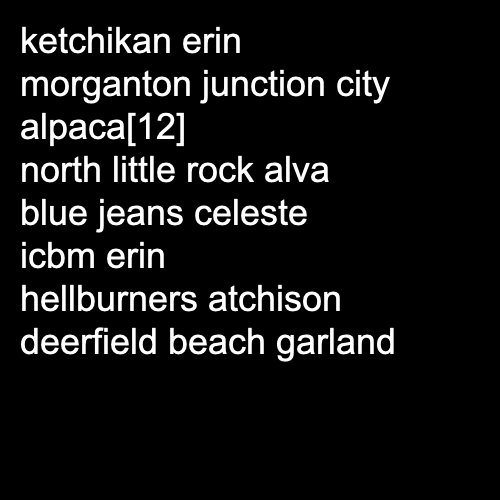 ketchikan erin
morganton junction city
alpaca[12]
north little rock alva
blue jeans celeste
icbm erin
hellburners atchison
deerfield beach garland